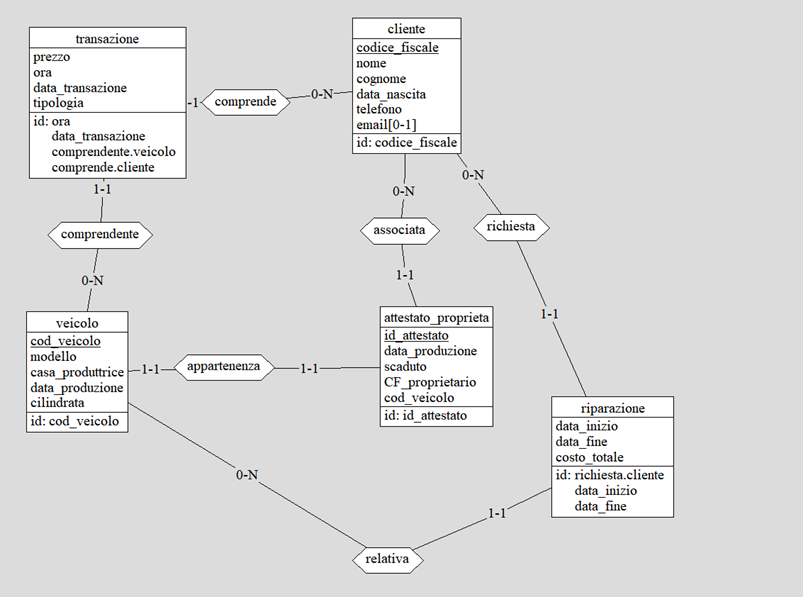 transazione
prezzo
ora
data_transazione
tipologia
id: ora
data_transazione
comprendente.veicolo
comprende.cliente
-1
comprende
0-N
cliente
codice_fiscale
nome
cognome
data_nascita
telefono
email[0-1]
id: codice_fiscale
1-1
comprendente
0-N
0-N
associata
1-1
0-N
richiesta
1-1
veicolo
cod_veicolo
modello
casa_produttrice
data_produzione
cilindrata
id: cod_veicolo
1-1
appartenenza
1-1
attestato_proprieta
id_attestato
data_produzione
scaduto
CF_proprietario
cod_veicolo
id: id_attestato
riparazione
data_inizio
data_fine
costo_totale
id: richiesta.cliente
data_inizio
data_fine
0-N
1-1
relativa